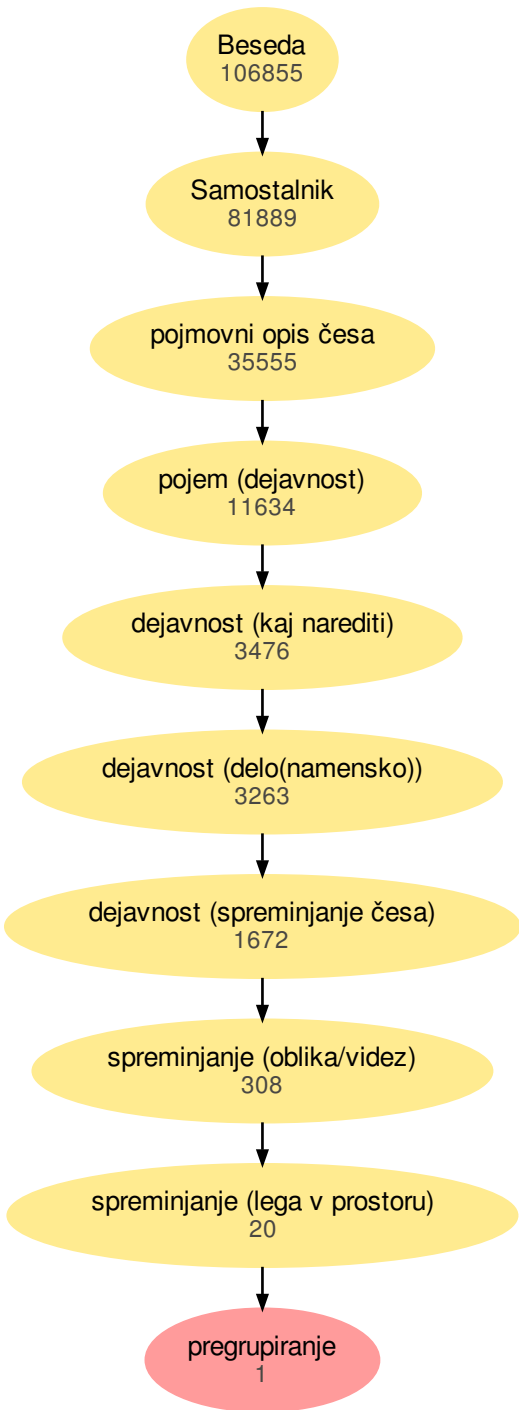 Beseda
106855
Samostalnik
81889
pojmovni opis česa
35555
pojem (dejavnost)
11634
dejavnost (kaj narediti)
3476
dejavnost (delo(namensko))
3263
dejavnost (spreminjanje česa)
1672
spreminjanje (oblika/videz)
308
spreminjanje (lega v prostoru)
20
pregrupiranje
1